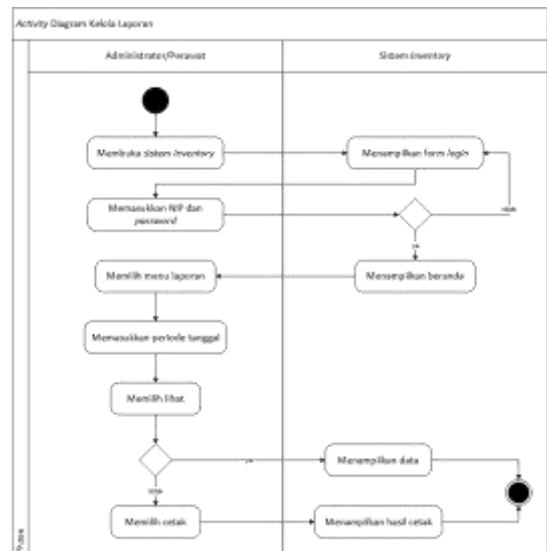 Activity Diagram Kelola Laporan
Administrator/Perawat
Sistem Inventory
Membuka sistem inventory
Menampilkan form login
Memasukkan NIP dan
password
tidak
ya
Memilih menu laporan
Menampilkan beranda
Memasukkan periode tanggal
Memilih lihat
ya
Menampilkan data
tidak
Memilih cetak
Menampilkan hasil cetak
Phase